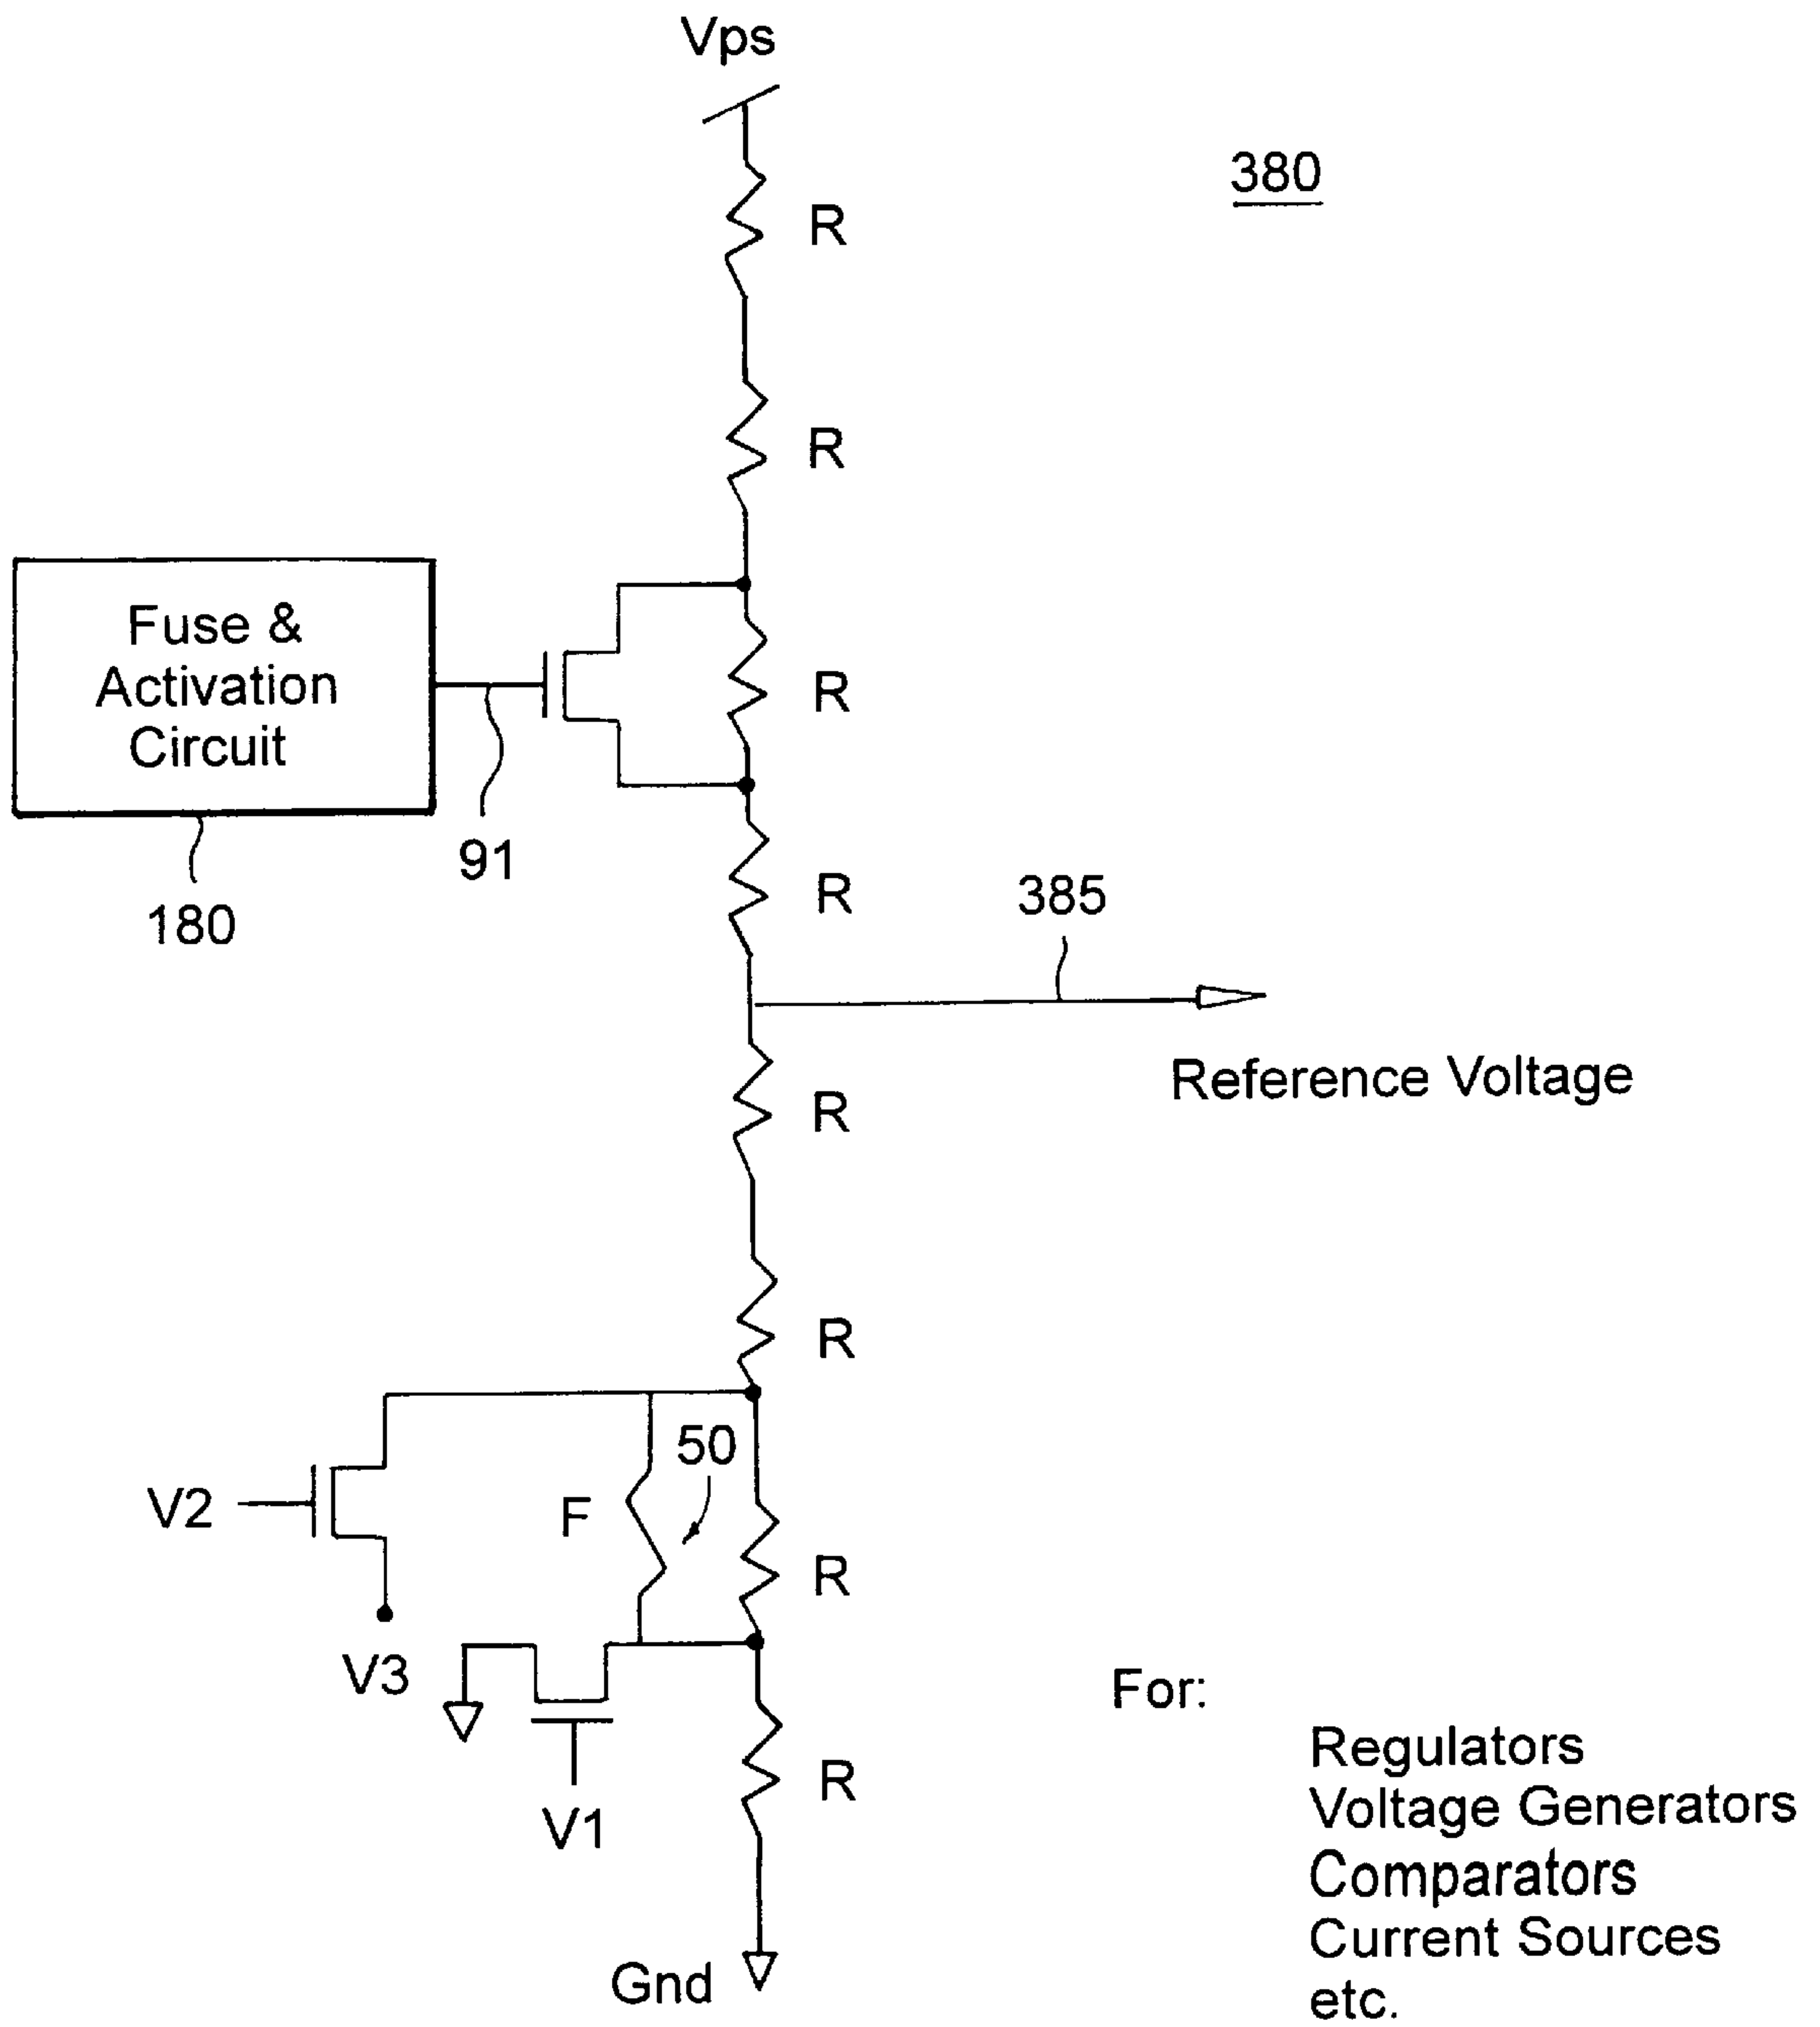 Vps
380
R
R
Fuse &
Activation
Circuit
R
91
180
R
385
Reference Voltage
R
R
50
V2
F
R
V3
V1
R
Gnd
For:
Regulators
Voltage Generators
Comparators
Current Sources
etc.